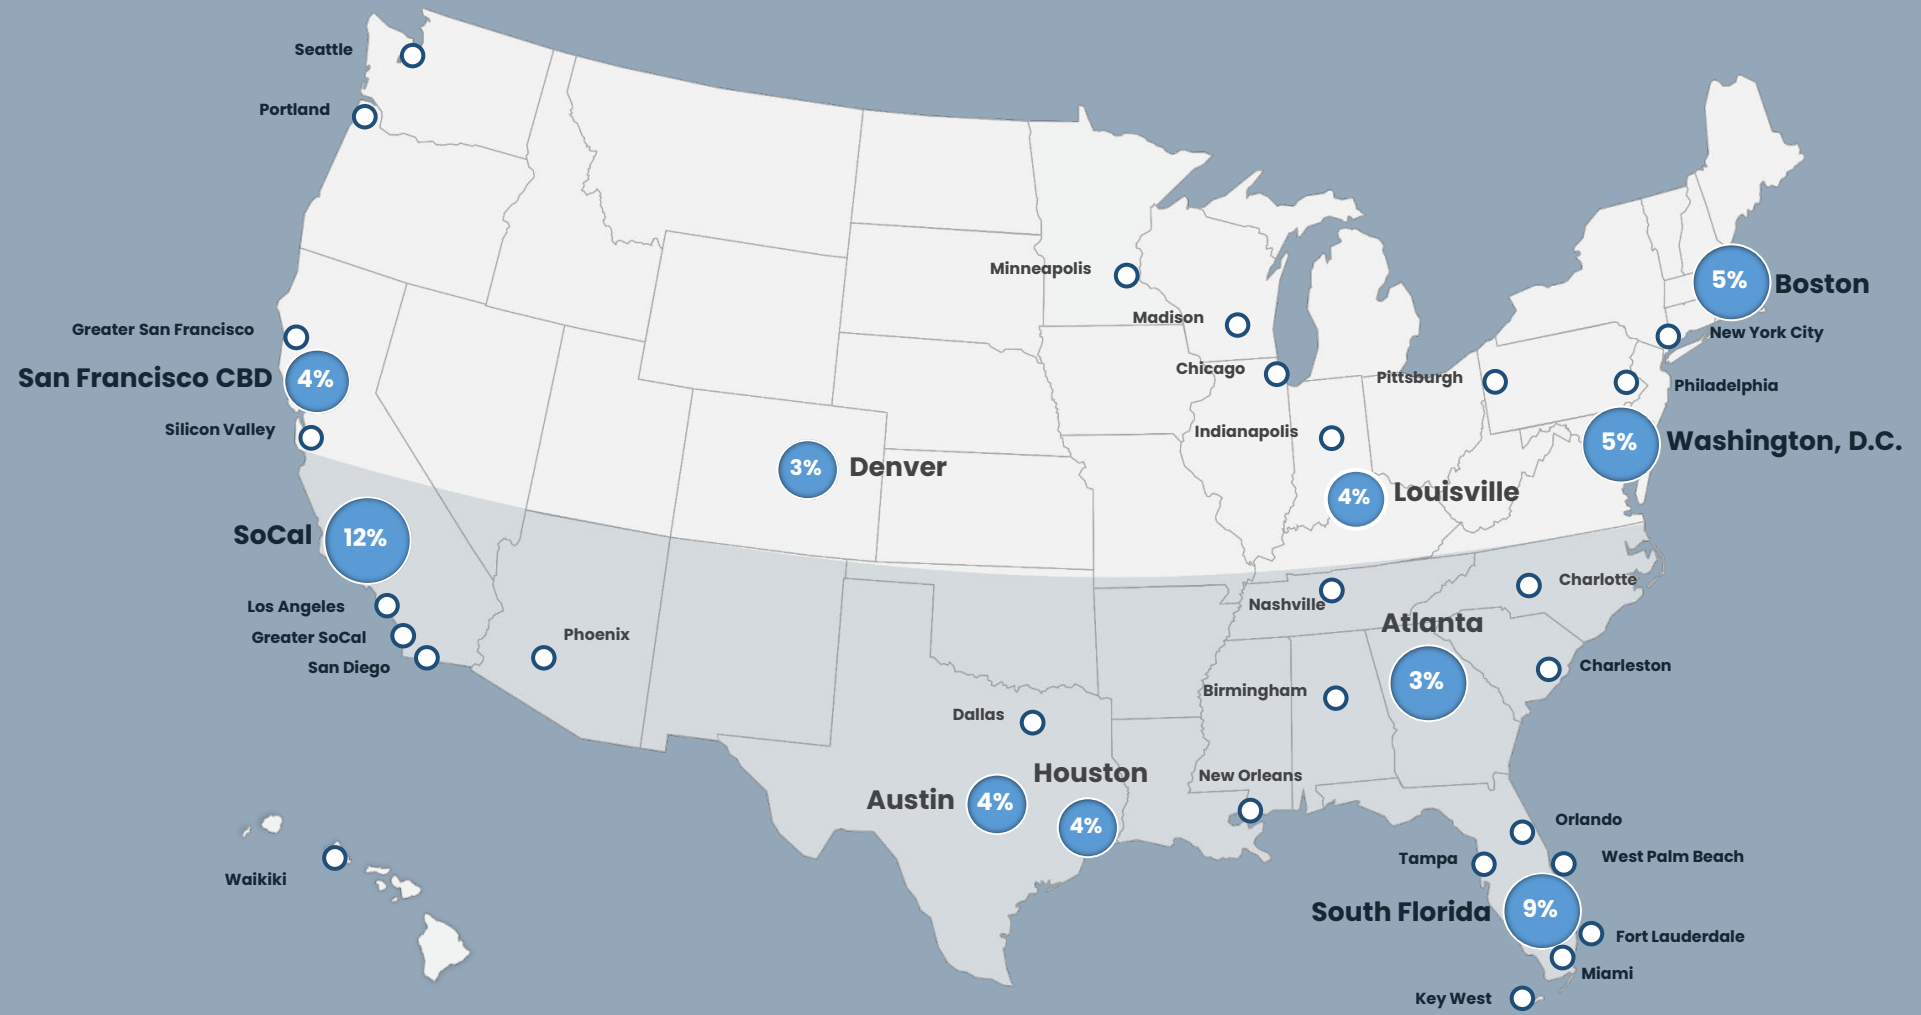 Seattle
Portland
Greater San Francisco
San Francisco CBD
4%
Silicon Valley
SoCal
12%
Los Angeles
Greater SoCal
San Diego
Phoenix
Waikiki
3%
Denver
Minneapolis
Madison
Chicago
Indianapolis
4%
Louisville
Pittsburgh
5%
Boston
New York City
Philadelphia
5%
Washington, D.C.
Nashville
Charlotte
Atlanta
3%
Charleston
Birmingham
Dallas
Austin
4%
Houston
4%
New Orleans
Orlando
Tampa
West Palm Beach
South Florida
9%
Fort Lauderdale
Miami
Key West